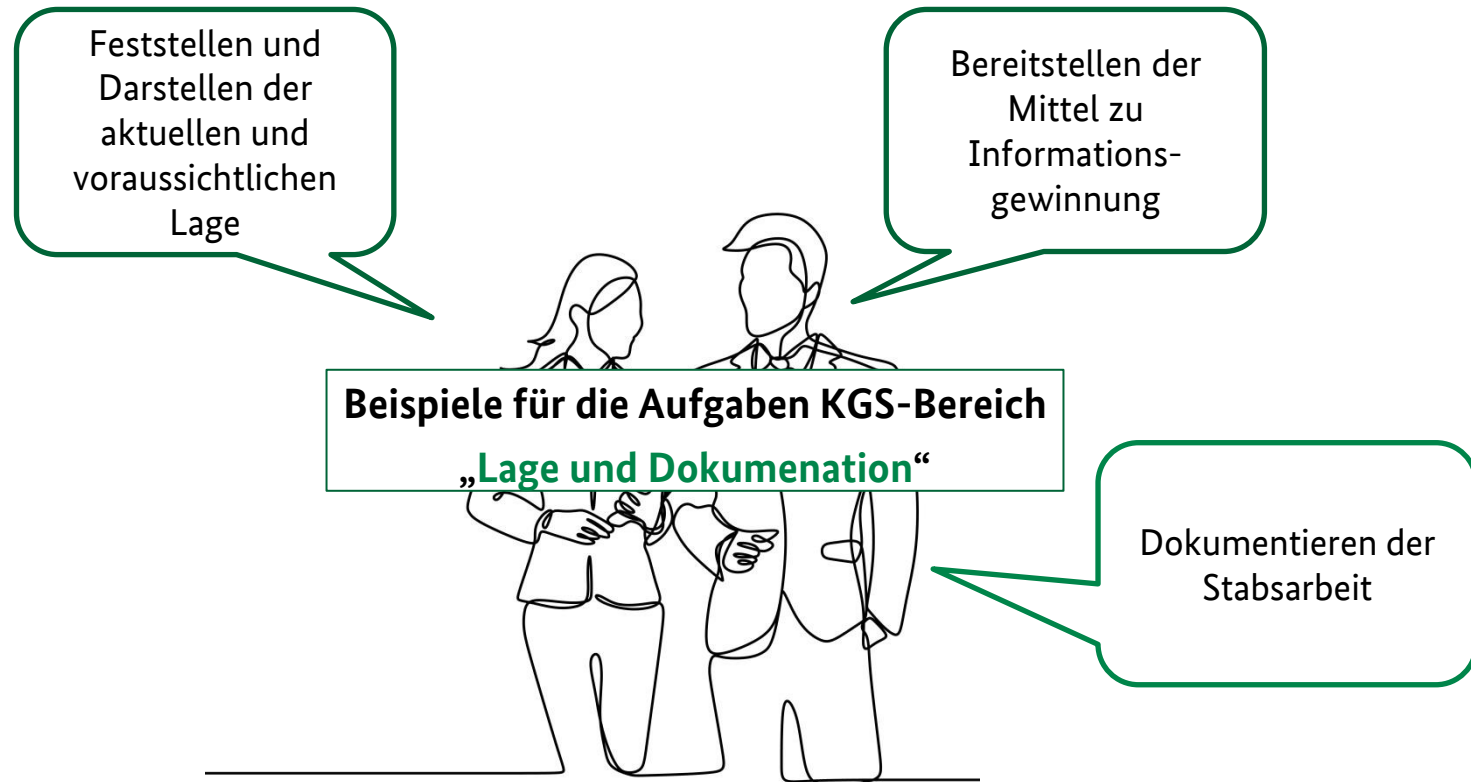 Feststellen und
Darstellen der
aktuellen und
voraussichtlichen
Lage
Bereitstellen der
Mittel zu
Informations-
gewinnung
Beispiele für die Aufgaben KGS-Bereich
„Lage und Dokumenation“
Dokumentieren der
Stabsarbeit